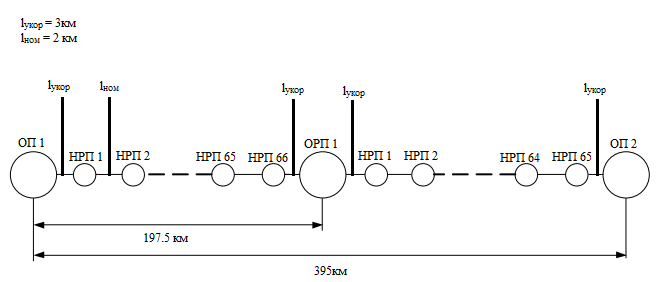 lукор = 3км
lном = 2 км
lукор lном lукор lукор lукор
ОП 1 НРП 1 НРП 2 НРП 65 НРП 66 ОРП 1 НРП 1 НРП 2 НРП 64 НРП 65 ОП 2
197.5 км
395км